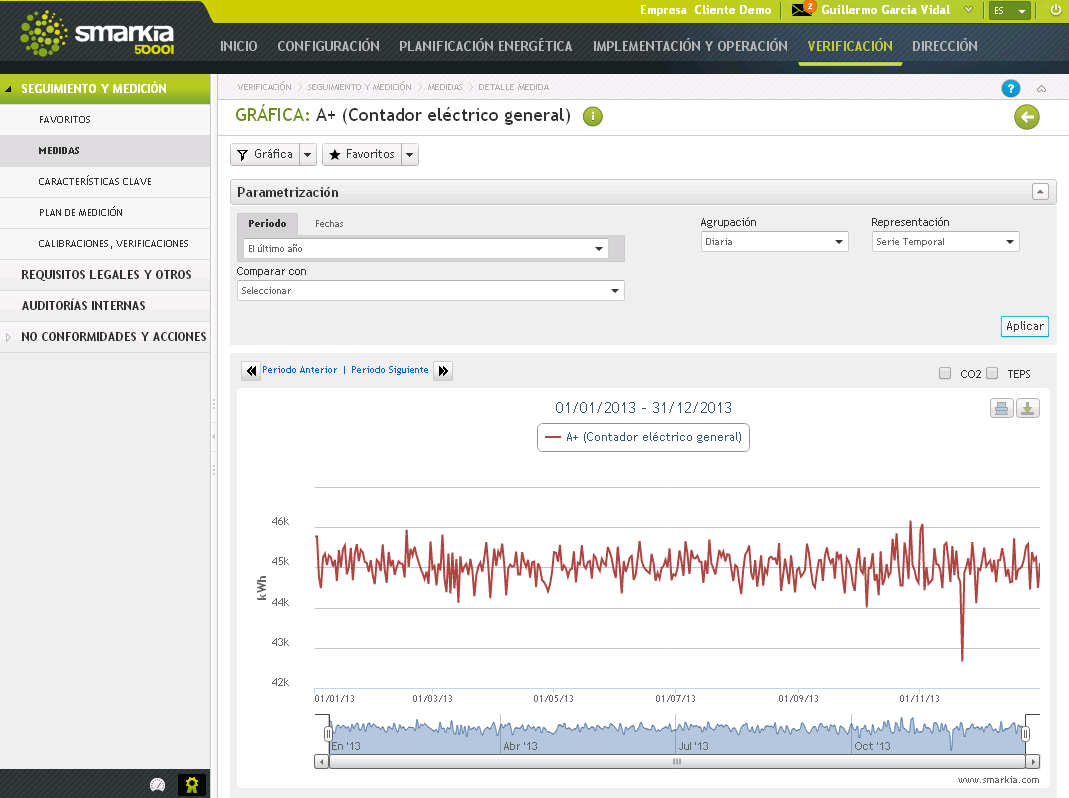 Empresa Cliente Demo
2
Guillermo García Vidal
ES
smarkia
50001
INICIO CONFIGURACIÓN PLANIFICACIÓN ENERGÉTICA IMPLEMENTACIÓN Y OPERACIÓN VERIFICACIÓN DIRECCIÓN
SEGUIMIENTO Y MEDICIÓN
FAVORITOS
MEDIDAS
CARACTERÍSTICAS CLAVE
PLAN DE MEDICIÓN
CALIBRACIONES, VERIFICACIONES
REQUISITOS LEGALES Y OTROS
AUDITORÍAS INTERNAS
NO CONFORMIDADES Y ACCIONES
VERIFICACIÓN > SEGUIMIENTO Y MEDICIÓN > MEDIDAS > DETALLE MEDIDA
?
GRÁFICA: A+ (Contador eléctrico general) i
Gráfica Favoritos
Parametrización
Periodo Fechas
El último año
Comparar con
Seleccionar
Agrupación
Diaria
Representación
Serie Temporal
Aplicar
Periodo Anterior | Periodo Siguiente
CO2 TEPS
01/01/2013 - 31/12/2013
A+ (Contador eléctrico general)
kWh
46k
45k
44k
43k
42k
01/01/13 01/03/13 01/05/13 01/07/13 01/09/13 01/11/13
En '13 Abr '13 Jul '13 Oct '13
www.smarkia.com